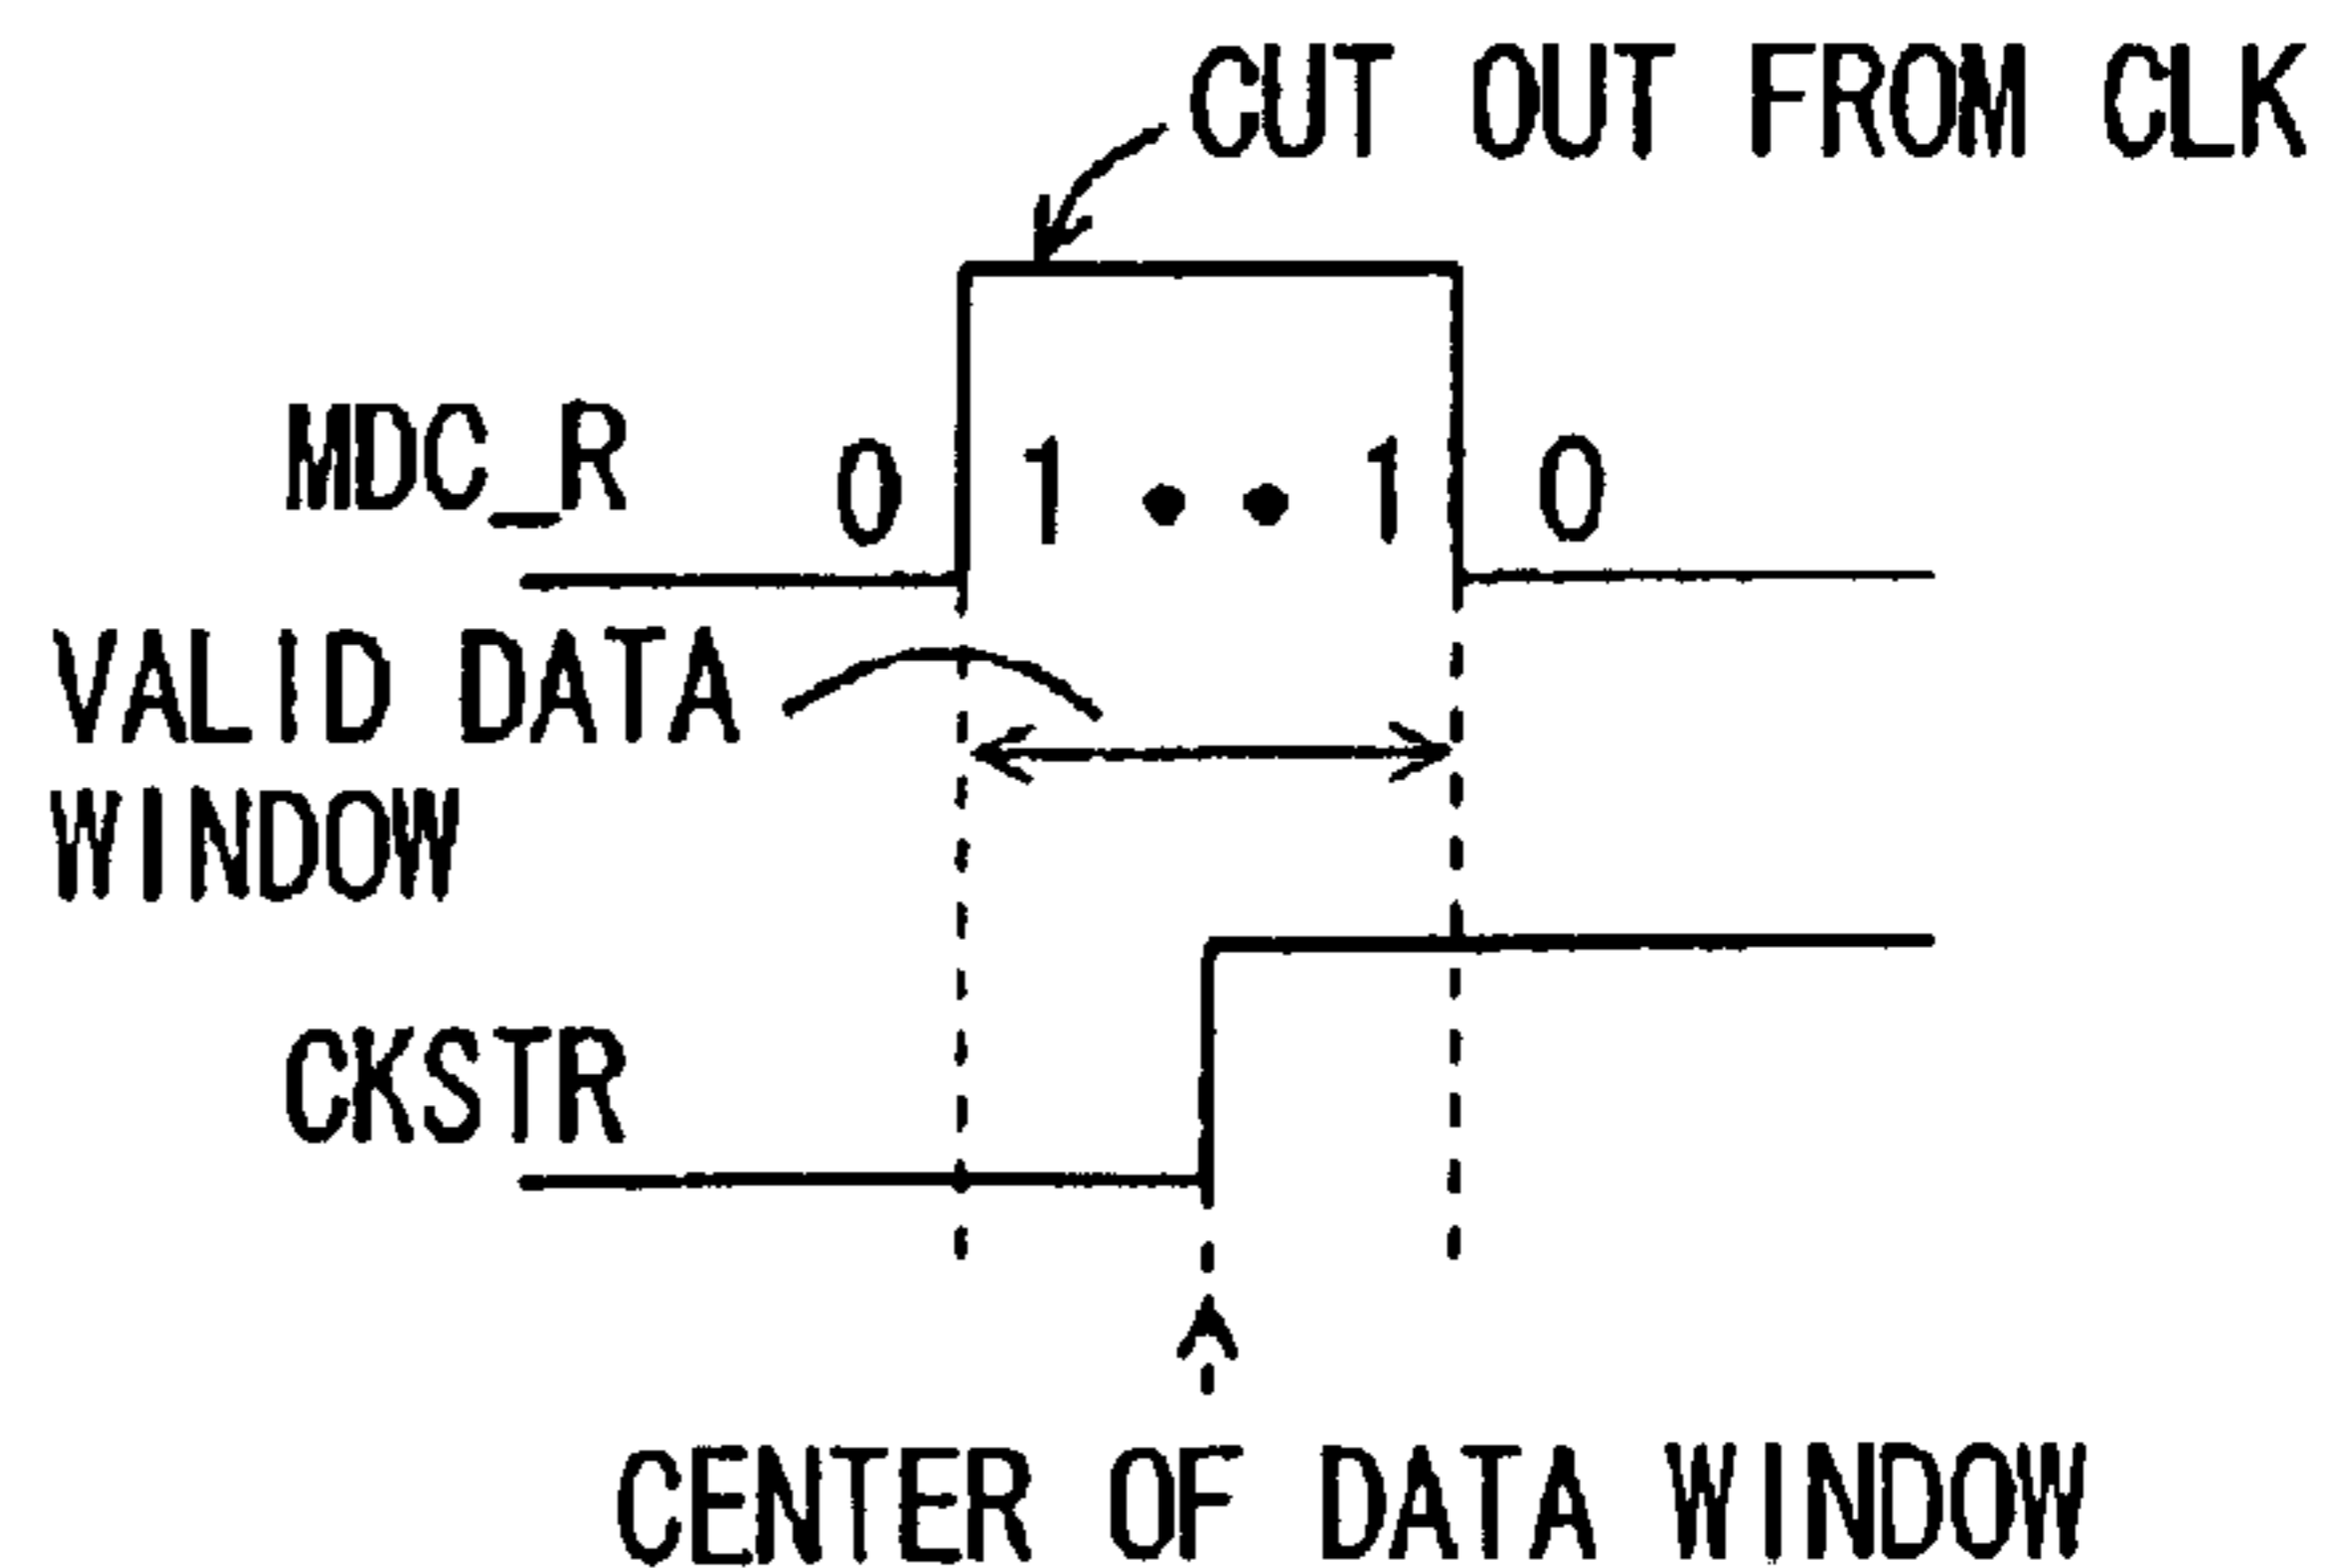 CUT OUT FROM CLK
MDC_R
0 1 • • 1 0
VALID DATA
WINDOW
CKSTR
CENTER OF DATA WINDOW